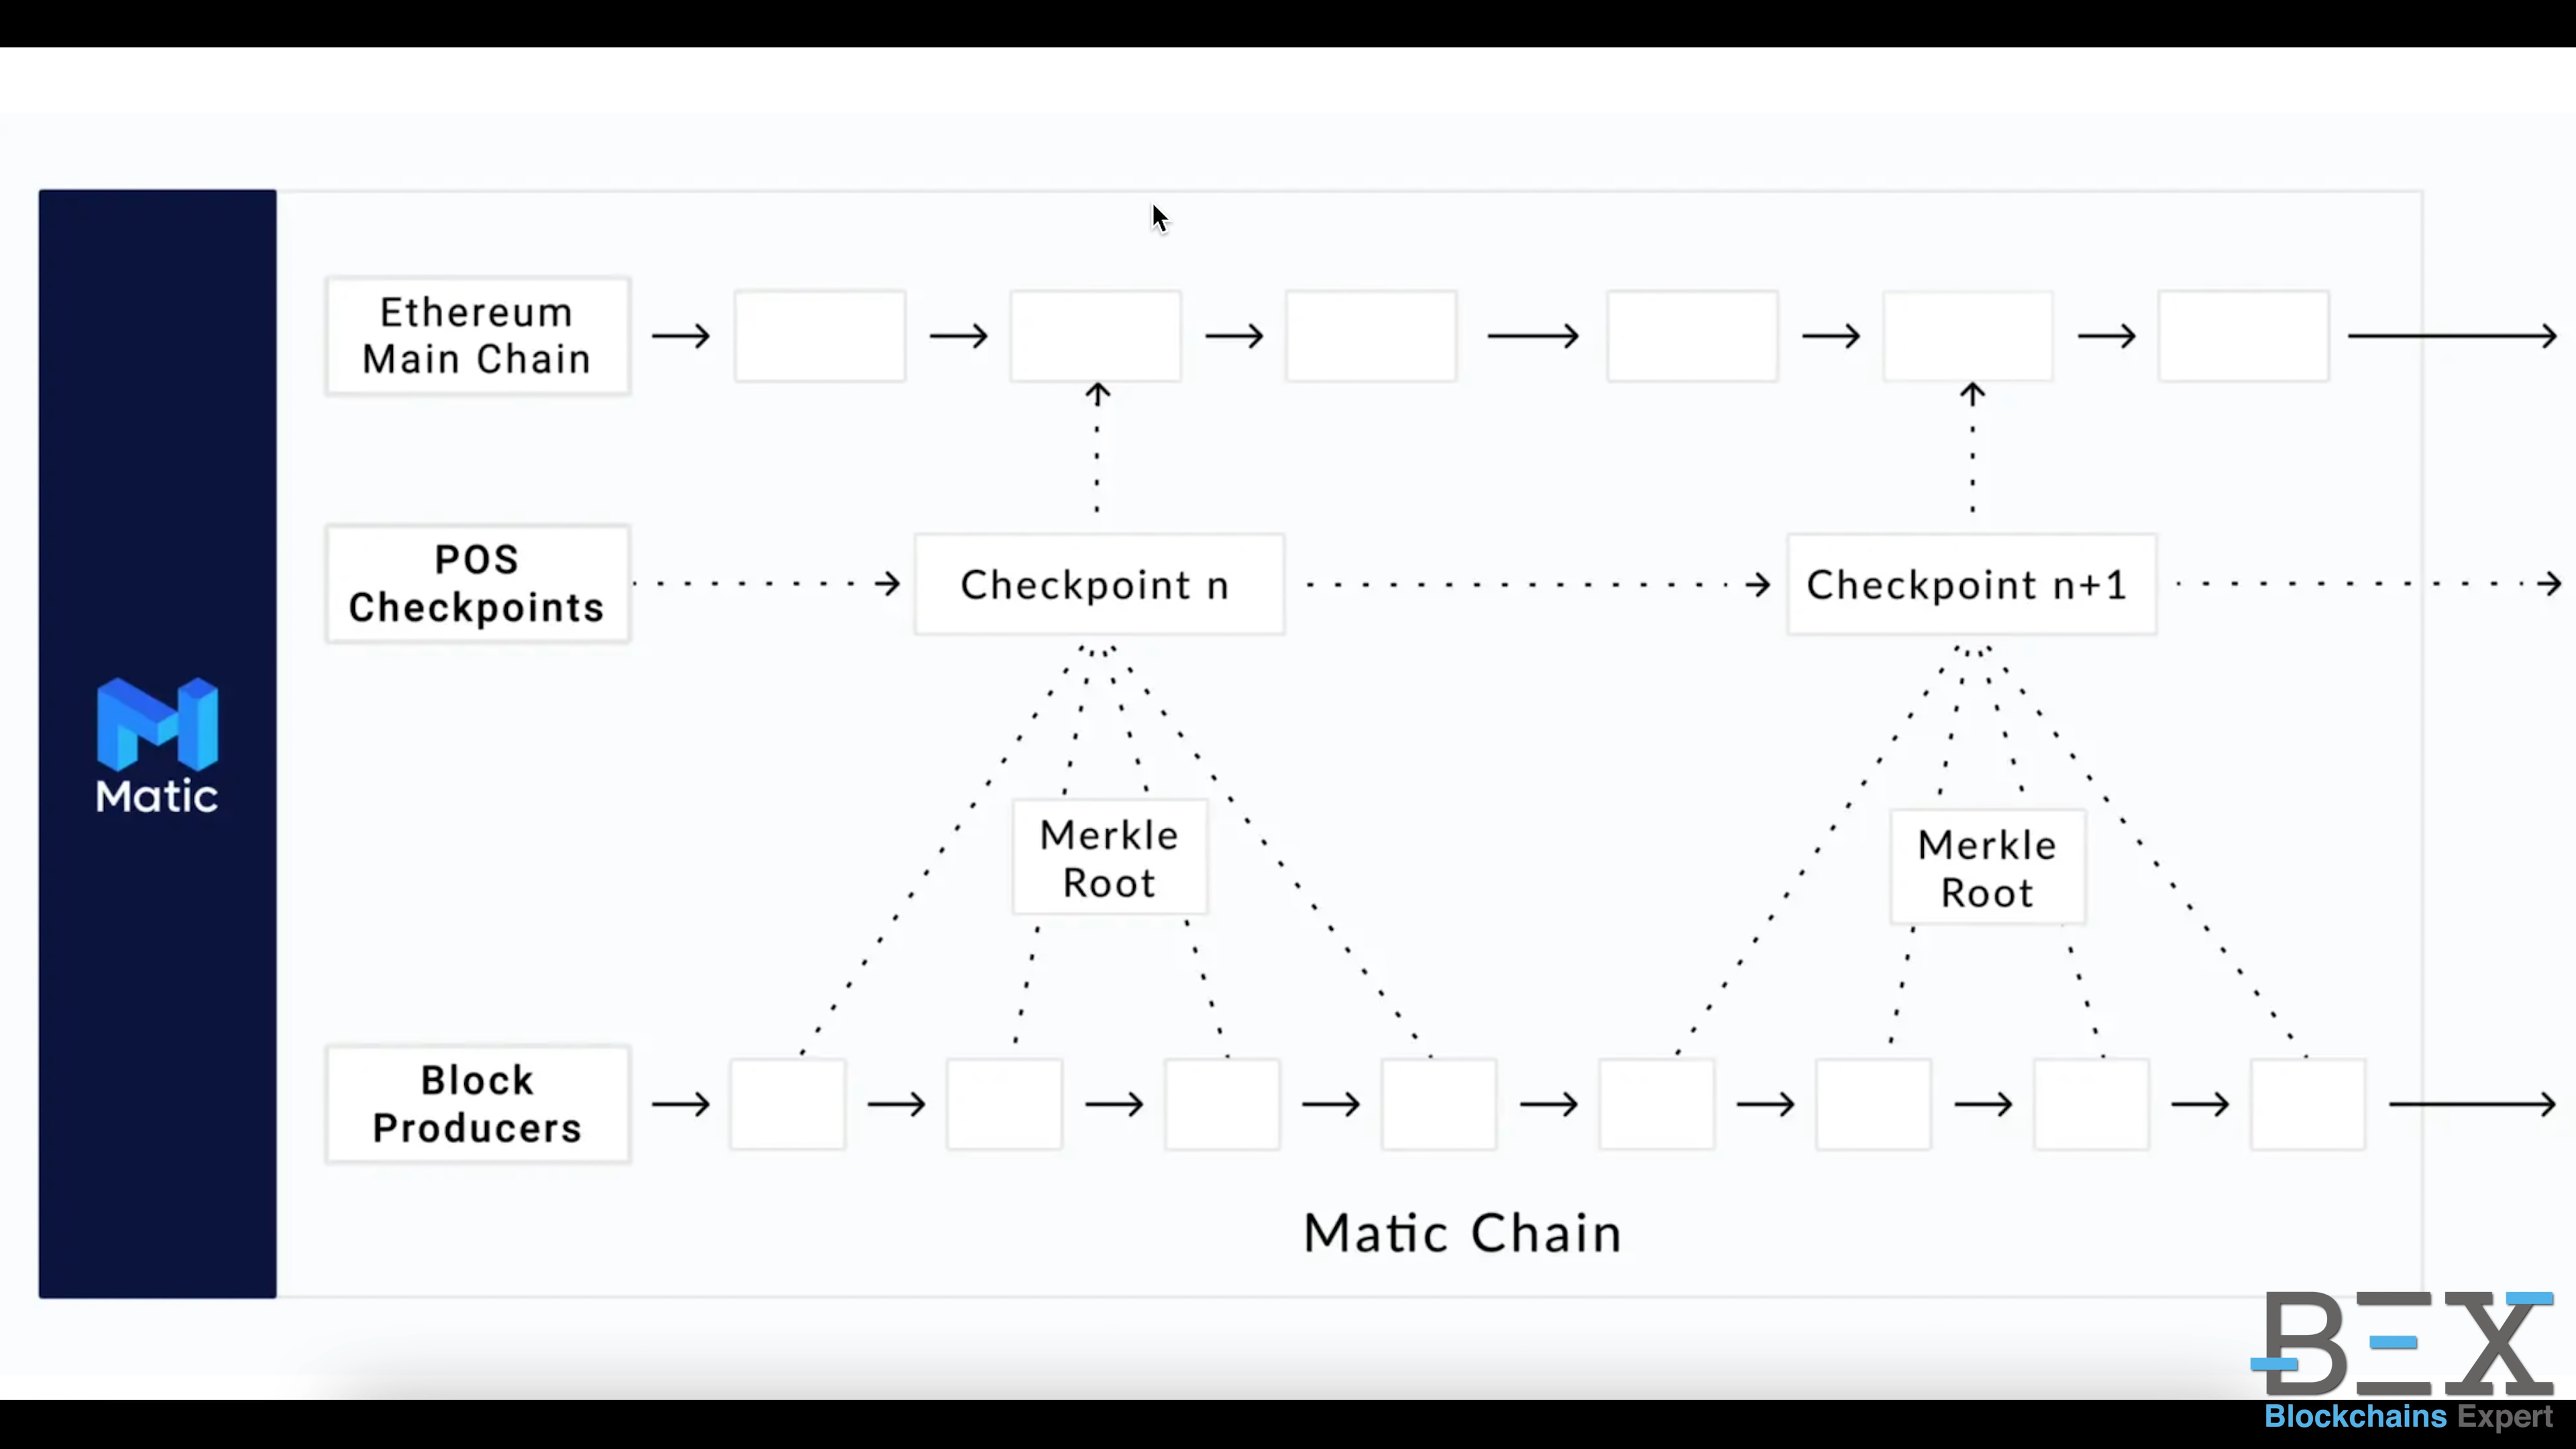 Ethereum
Main Chain
POS
Checkpoints
Checkpoint n
Checkpoint n+1
Matic
Merkle
Root
Merkle
Root
Block
Producers
Matic Chain
BEX
Blockchains Expert